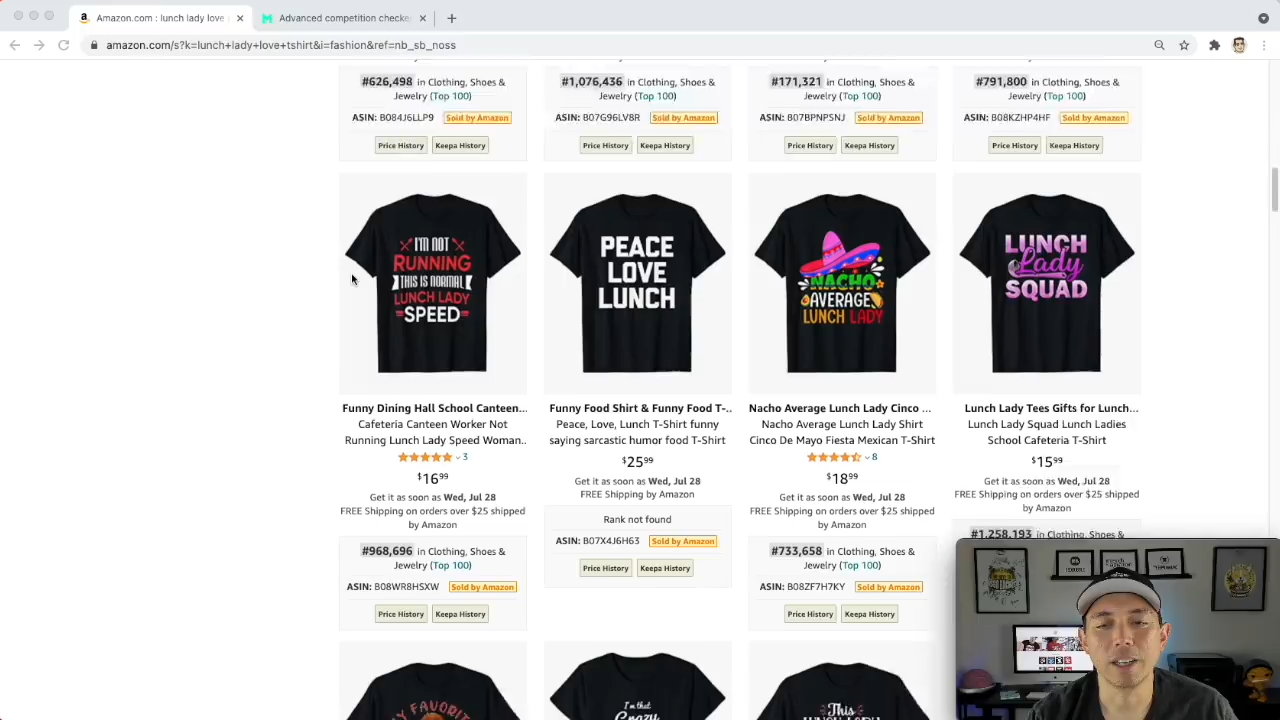 Amazon.com : lunch lady love
Advanced competition checke
amazon.com/s?k=lunch+lady+love+tshirt&i=fashion&ref=nb_sb_noss
#626,498 in Clothing, Shoes &
Jewelry (Top 100)
ASIN: B084J6LLP9 Sold by Amazon
Price History Keepa History
#1,076,436 in Clothing, Shoes &
Jewelry (Top 100)
ASIN: B07G96LV8R Sold by Amazon
Price History Keepa History
#171,321 in Clothing, Shoes &
Jewelry (Top 100)
ASIN: B07BPNPSNJ Sold by Amazon
Price History Keepa History
#791,800 in Clothing, Shoes &
Jewelry (Top 100)
ASIN: B08KZHP4HF Sold by Amazon
Price History Keepa History
I'M NOT
RUNNING
THIS IS NORMAL
LUNCH LADY
SPEED
Funny Dining Hall School Canteen...
Cafeteria Canteen Worker Not
Running Lunch Lady Speed Woman..
3
$16.99
Get it as soon as Wed, Jul 28
FREE Shipping on orders over $25 shipped
by Amazon
#968,696 in Clothing, Shoes &
Jewelry (Top 100)
ASIN: B08WR8HSXW Sold by Amazon
Price History Keepa History
PEACE
LOVE
LUNCH
Funny Food Shirt & Funny Food T-..
Peace, Love, Lunch T-Shirt funny
saying sarcastic humor food T-Shirt
$25.99
Get it as soon as Wed, Jul 28
FREE Shipping by Amazon
Rank not found
ASIN: B07X4J6H63 Sold by Amazon
Price History Keepa History
NACHO
AVERAGE
LUNCH LADY
Nacho Average Lunch Lady Cinco ...
Nacho Average Lunch Lady Shirt
Cinco De Mayo Fiesta Mexican T-Shirt
8
$18.99
Get it as soon as Wed, Jul 28
FREE Shipping on orders over $25 shipped
by Amazon
#733,658 in Clothing, Shoes &
Jewelry (Top 100)
ASIN: B08ZF7H7KY Sold by Amazon
Price History Keepa History
LUNCH
Lady
SQUAD
Lunch Lady Tees Gifts for Lunch...
Lunch Lady Squad Lunch Ladies
School Cafeteria T-Shirt
$15.99
Get it as soon as Wed, Jul 28
FREE Shipping on orders over $25 shipped
by Amazon
#1,258,193 in Clothing, Shoes &
MY FAVORIT
I'm that
Crazy
This
LUNCH LADY